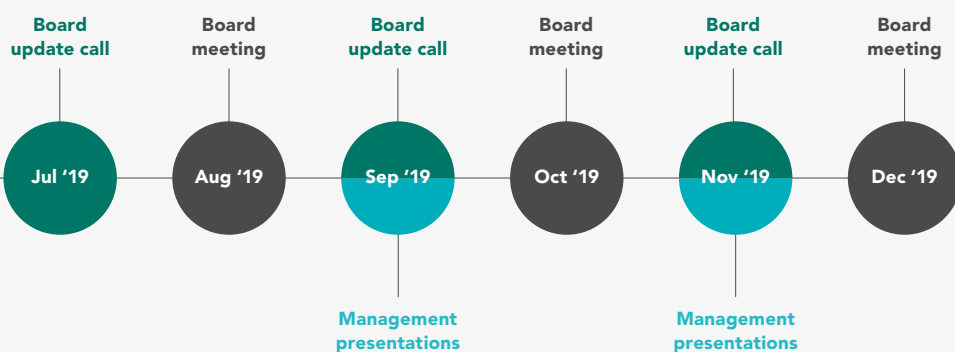 Board
update call
Board
meeting
Board
update call
Board
meeting
Board
update call
Board
meeting
Jul ‘19
Aug ‘19
Sep ‘19
Oct ‘19
Nov ‘19
Dec ‘19
Management
presentations
Management
presentations